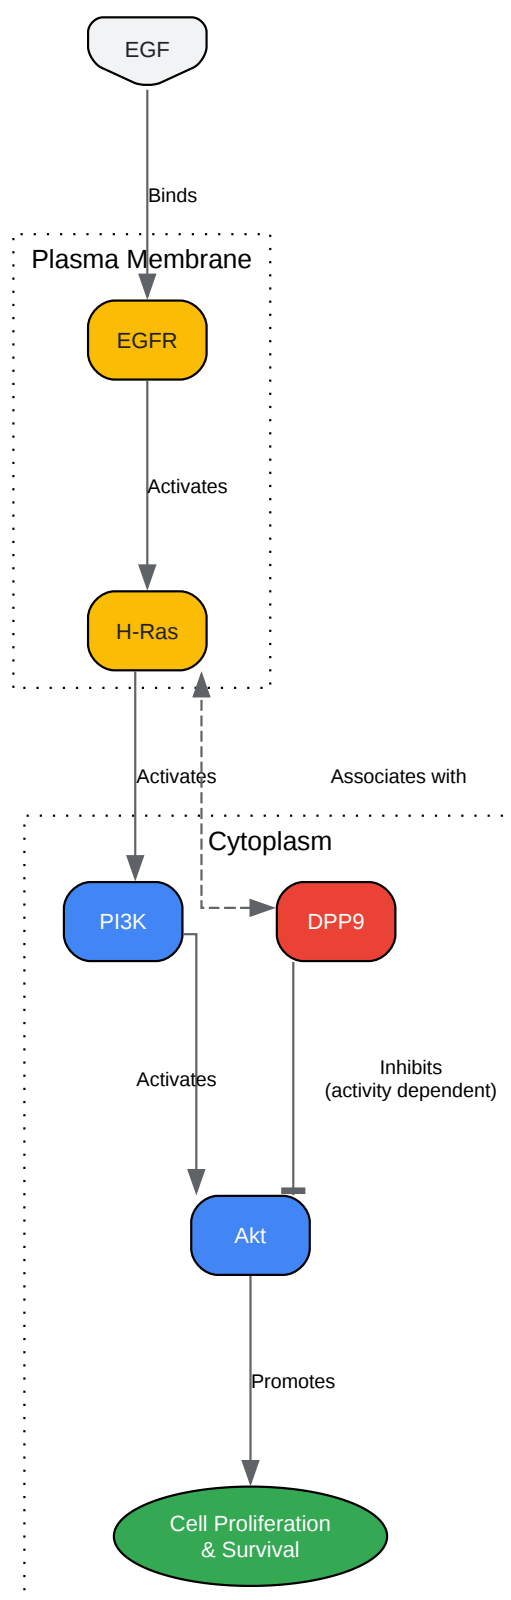 EGF
Binds
Plasma Membrane
EGFR
Activates
H-Ras
Activates
Associates with
Cytoplasm
PI3K
DPP9
Activates
Inhibits
(activity dependent)
Akt
Promotes
Cell Proliferation
& Survival